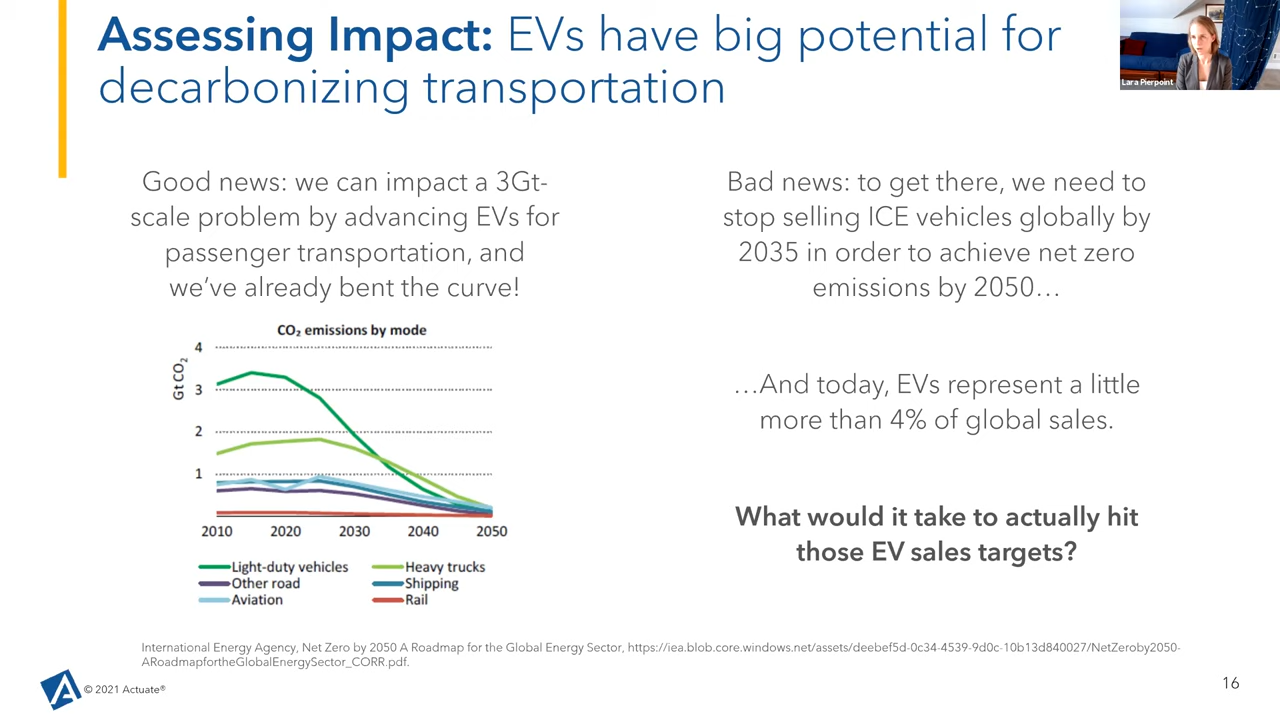 Assessing Impact: EVs have big potential for
decarbonizing transportation
Lara Pierpoint
Good news: we can impact a 3Gt-
scale problem by advancing EVs for
passenger transportation, and
we’ve already bent the curve!
CO₂ emissions by mode
Gt CO₂
4
3
2
1
2010 2020 2030 2040 2050
Light-duty vehicles Heavy trucks
Other road Shipping
Aviation Rail
Bad news: to get there, we need to
stop selling ICE vehicles globally by
2035 in order to achieve net zero
emissions by 2050…
…And today, EVs represent a little
more than 4% of global sales.
What would it take to actually hit
those EV sales targets?
International Energy Agency, Net Zero by 2050 A Roadmap for the Global Energy Sector, https://iea.blob.core.windows.net/assets/deebef5d-0c34-4539-9d0c-10b13d840027/NetZeroby2050-
ARoadmapfortheGlobalEnergySector_CORR.pdf.
© 2021 Actuate®
16